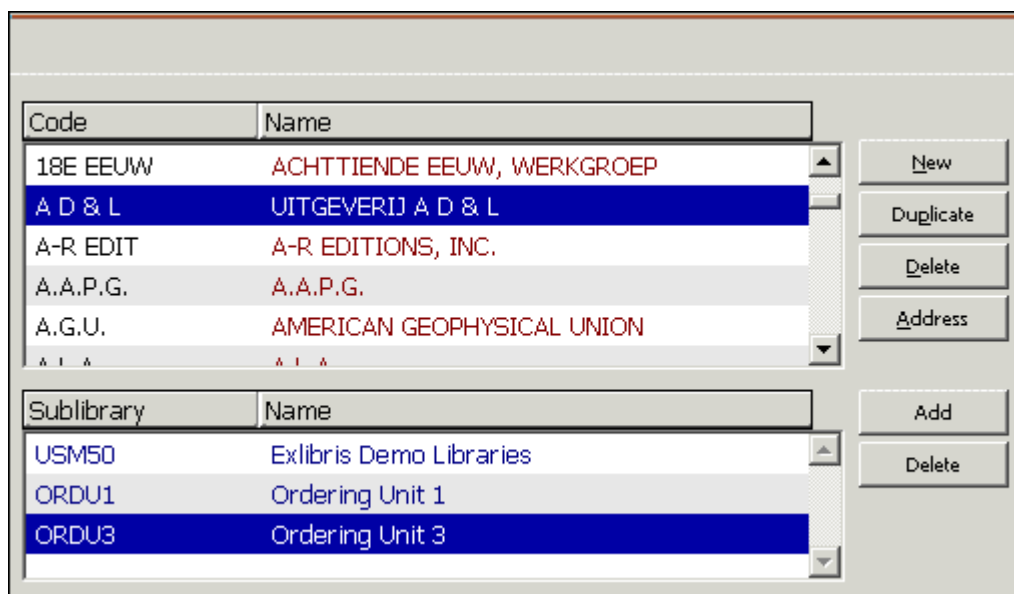 Code Name
18E EEUW ACHTTIENDE EEUW, WERKGROEP
A D & L UITGEVERIJ A D & L
A-R EDIT A-R EDITIONS, INC.
A.A.P.G. A.A.P.G.
A.G.U. AMERICAN GEOPHYSICAL UNION
New
Duplicate
Delete
Address
Sublibrary Name
USM50 Exlibris Demo Libraries
ORDU1 Ordering Unit 1
ORDU3 Ordering Unit 3
Add
Delete